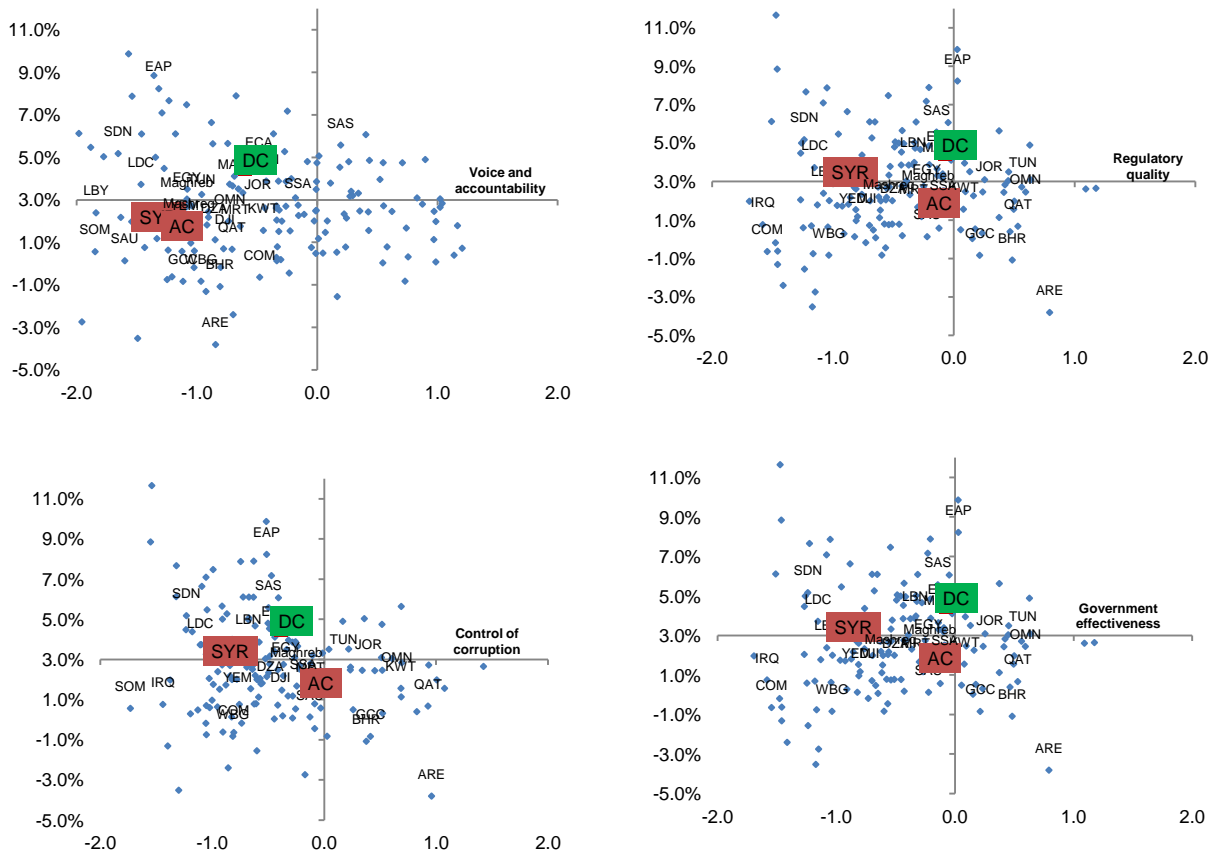 11.0%
9.0%
7.0%
5.0%
3.0%
1.0%
-1.0%
-3.0%
-5.0%
-2.0 -1.0 0.0 1.0 2.0
Voice and
accountability
EAP
SAS
SDN
LDC
DC
JOR
SSA
Maghreb
LBY
OMN
KWT
AC
DJI
QAT
SOM
SAU
GCC
WBG
BHR
COM
ARE
11.0%
9.0%
7.0%
5.0%
3.0%
1.0%
-1.0%
-3.0%
-5.0%
-2.0 -1.0 0.0 1.0 2.0
Regulatory
quality
EAP
SAS
SDN
LDC
LBN
DC
SYR
EGY
JOR
TUN
Maghreb
OMN
KWT
IRQ
AC
QAT
COM
WBG
GCC
BHR
ARE
11.0%
9.0%
7.0%
5.0%
3.0%
1.0%
-1.0%
-3.0%
-5.0%
-2.0 -1.0 0.0 1.0 2.0
Control of
corruption
EAP
SAS
SDN
LDC
LBN
DC
SYR
EGY
TUN
JOR
Maghreb
OMN
KWT
DZA
SOM
IRQ
YEM
DJI
AC
QAT
COM
WBG
BHR
ARE
11.0%
9.0%
7.0%
5.0%
3.0%
1.0%
-1.0%
-3.0%
-5.0%
-2.0 -1.0 0.0 1.0 2.0
Government
effectiveness
EAP
SAS
SDN
LDC
LBN
DC
SYR
EGY
JOR
TUN
Maghreb
OMN
IRQ
AC
QAT
COM
WBG
GCC
BHR
ARE